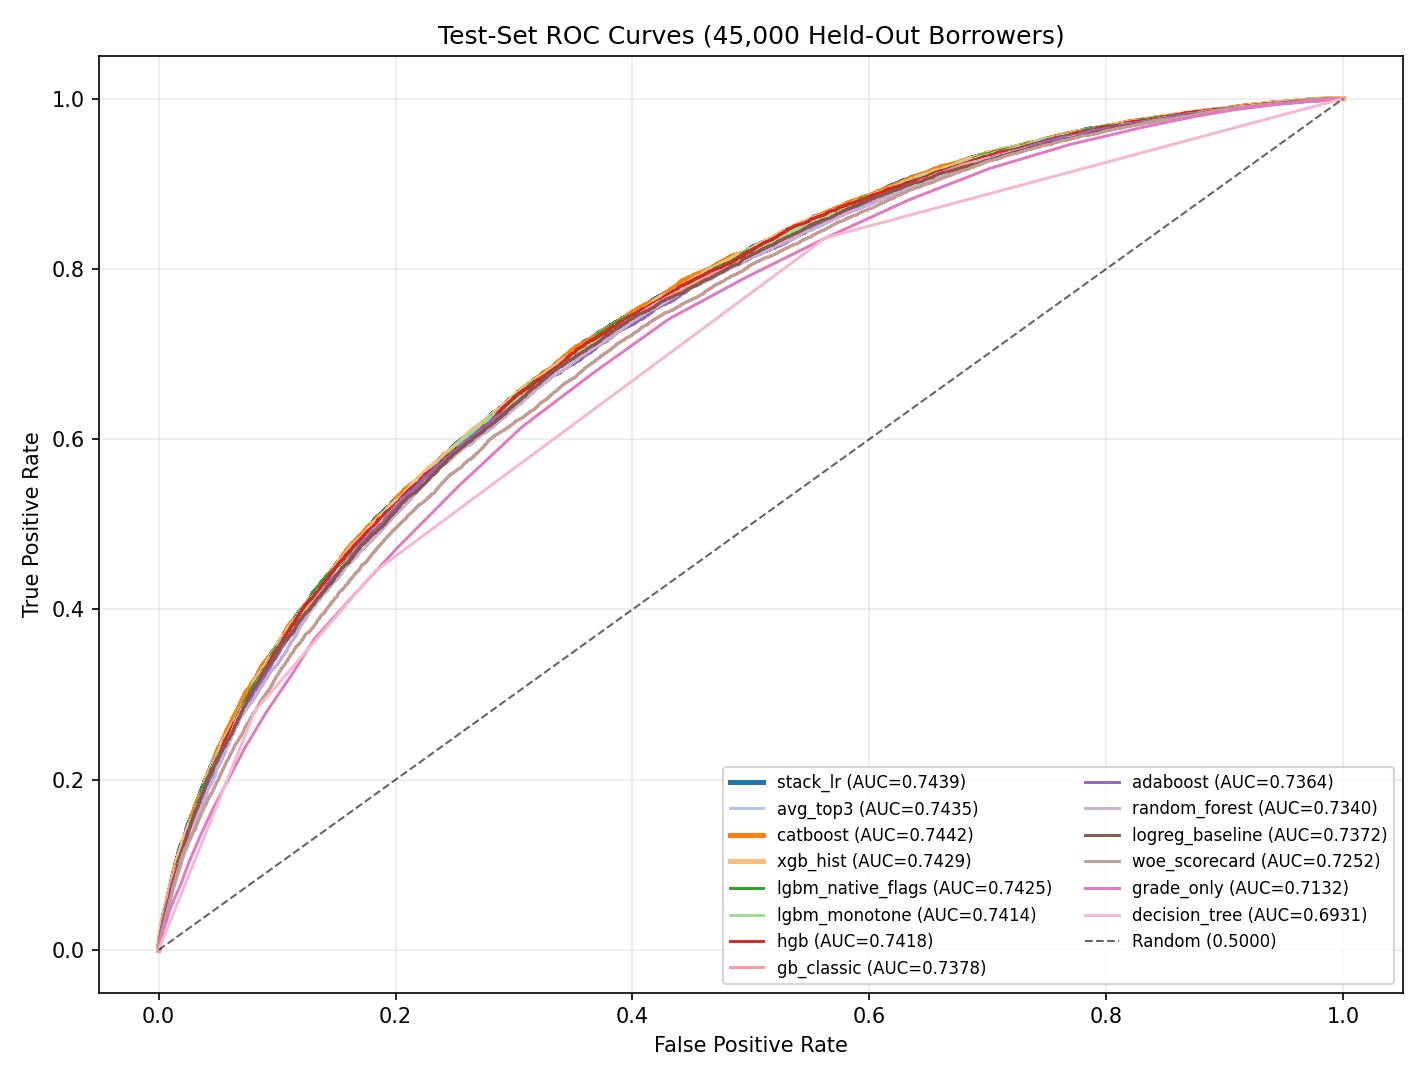 Test-Set ROC Curves (45,000 Held-Out Borrowers)
True Positive Rate
1.0
0.8
0.6
0.4
0.2
0.0
stack_lr (AUC=0.7439)
avg_top3 (AUC=0.7435)
catboost (AUC=0.7442)
xgb_hist (AUC=0.7429)
lgbm_native_flags (AUC=0.7425)
lgbm_monotone (AUC=0.7414)
hgb (AUC=0.7418)
gb_classic (AUC=0.7378)
adaboost (AUC=0.7364)
random_forest (AUC=0.7340)
logreg_baseline (AUC=0.7372)
woe_scorecard (AUC=0.7252)
grade_only (AUC=0.7132)
decision_tree (AUC=0.6931)
Random (0.5000)
0.0 0.2 0.4 0.6 0.8 1.0
False Positive Rate